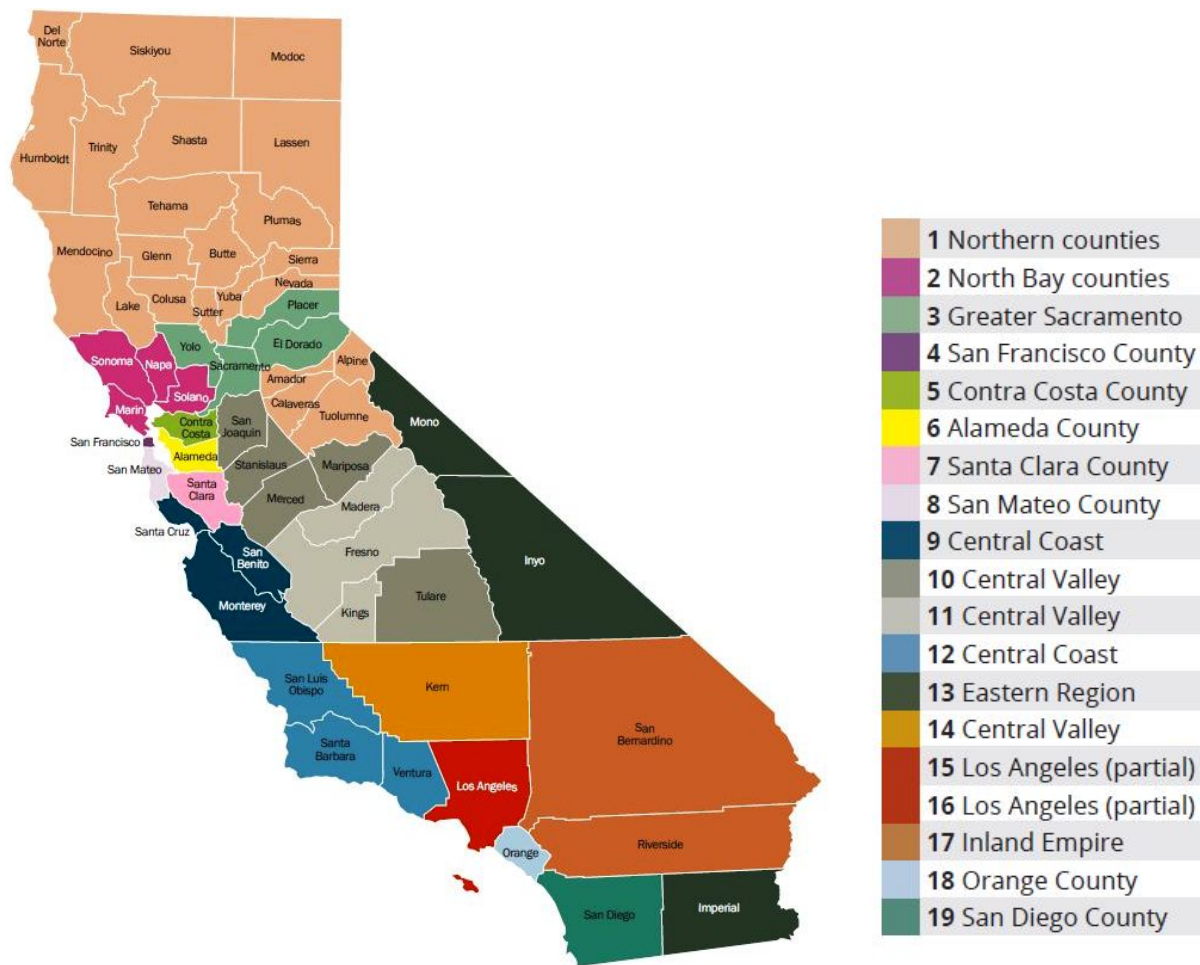 Del
Norte
Siskiyou
Modoc
Humboldt
Trinity
Shasta
Lassen
Tehama
Plumas
Mendocino
Glenn
Butte
Sierra
Nevada
Lake
Colusa
Sutter
Yuba
Placer
Yolo
El Dorado
Sacramento
Sonoma
Napa
Solano
Marin
Alpine
Amador
Calaveras
Tuolumne
Mono
Contra
Costa
San
Joaquin
San Francisco
Alameda
San Mateo
Stanislaus
Mariposa
Santa
Clara
Merced
Madera
Santa Cruz
San
Benito
Fresno
Inyo
Monterey
Kings
Tulare
San Luis
Obispo
Kern
San
Bernardino
Santa
Barbara
Ventura
Los Angeles
Orange
Riverside
San Diego
Imperial
1 Northern counties
2 North Bay counties
3 Greater Sacramento
4 San Francisco County
5 Contra Costa County
6 Alameda County
7 Santa Clara County
8 San Mateo County
9 Central Coast
10 Central Valley
11 Central Valley
12 Central Coast
13 Eastern Region
14 Central Valley
15 Los Angeles (partial)
16 Los Angeles (partial)
17 Inland Empire
18 Orange County
19 San Diego County